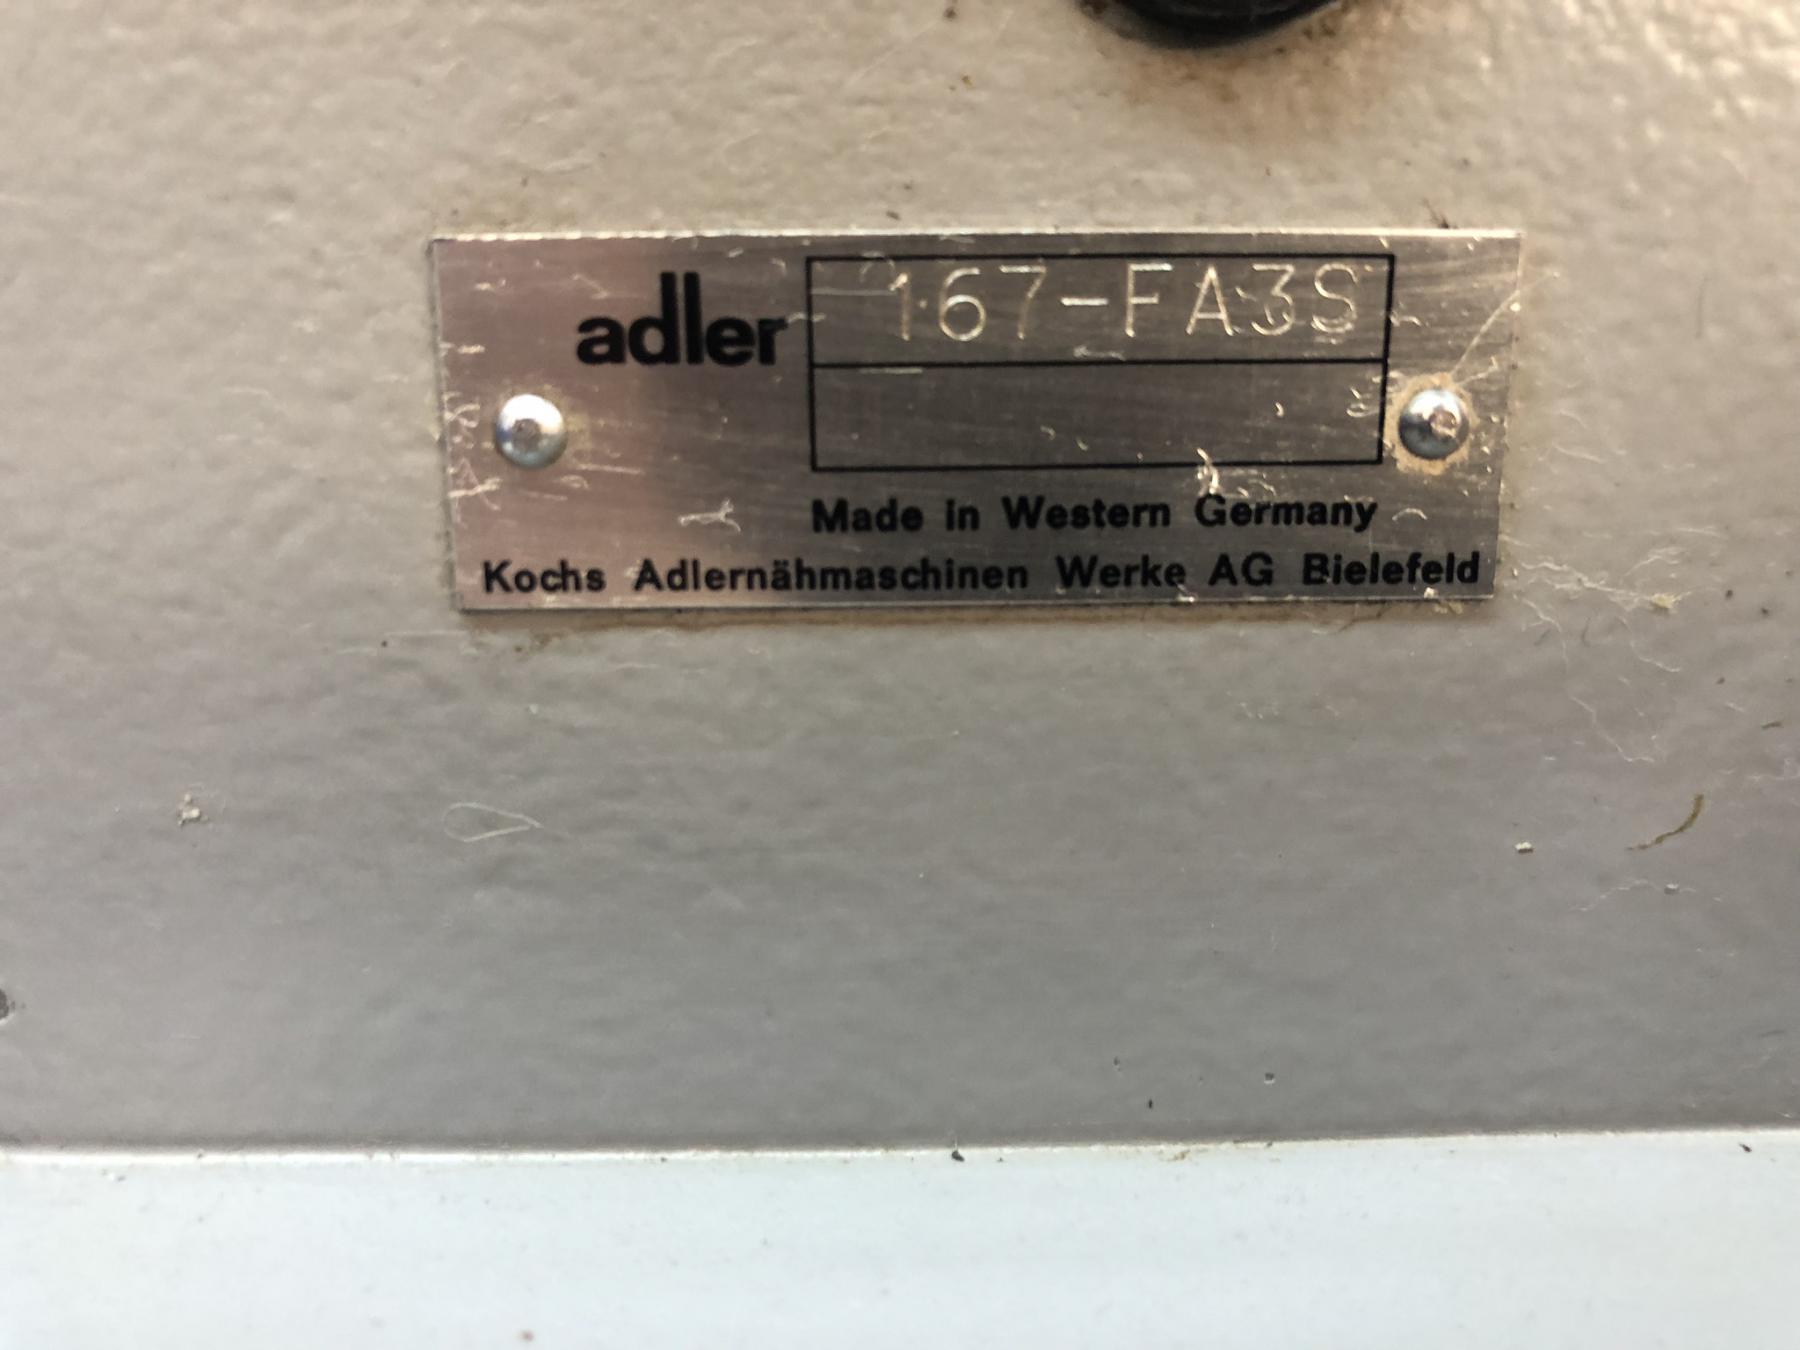 adler 167-FA3S
Made in Western Germany
Kochs Adlernähmaschinen Werke AG Bielefeld